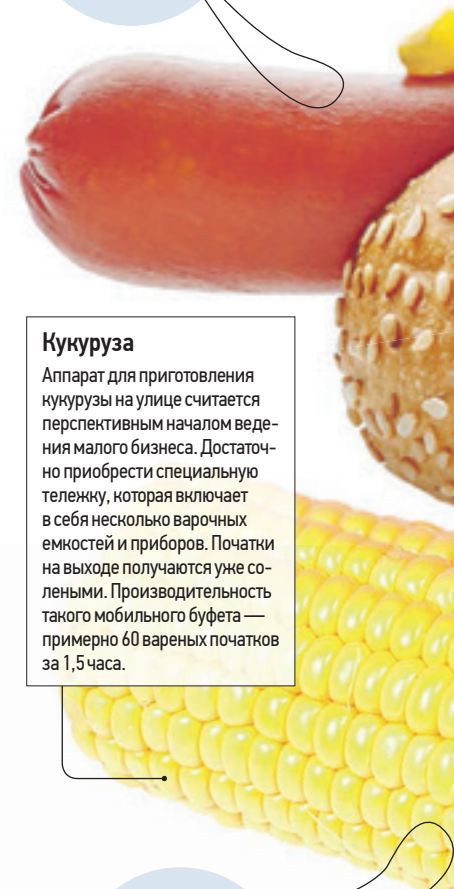 Кукуруза
Аппарат для приготовления
кукурузы на улице считается
перспективным началом веде-
ния малого бизнеса. Достаточ-
но приобрести специальную
тележку, которая включает
в себя несколько варочных
емкостей и приборов. Початки
на выходе получаются уже со-
леными. Производительность
такого мобильного буфета —
примерно 60 вареных початков
за 1,5 часа.